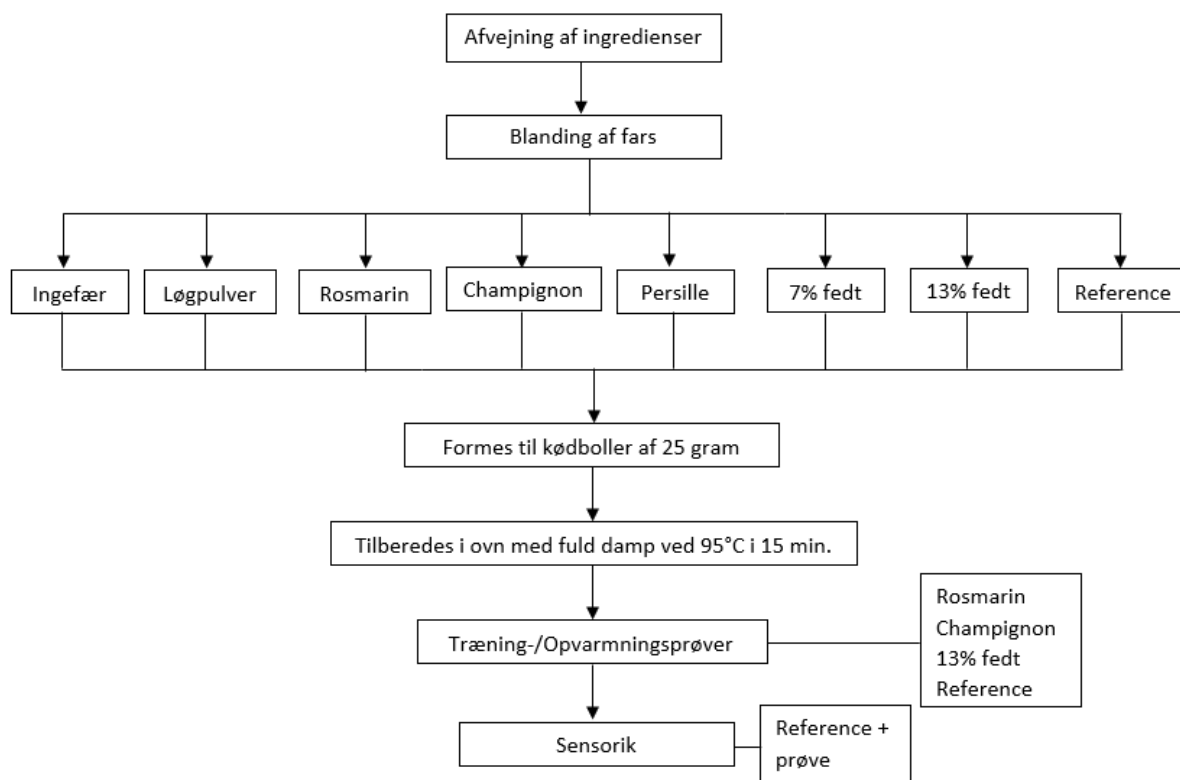 Afvejning af ingredienser
Blanding af fars
Ingefær
Løgpulver
Rosmarin
Champignon
Persille
7% fedt
13% fedt
Reference
Formes til kødboller af 25 gram
Tilberedes i ovn med fuld damp ved 95°C i 15 min.
Træning-/Opvarmningsprøver
Rosmarin
Champignon
13% fedt
Reference
Sensorik
Reference +
prøve